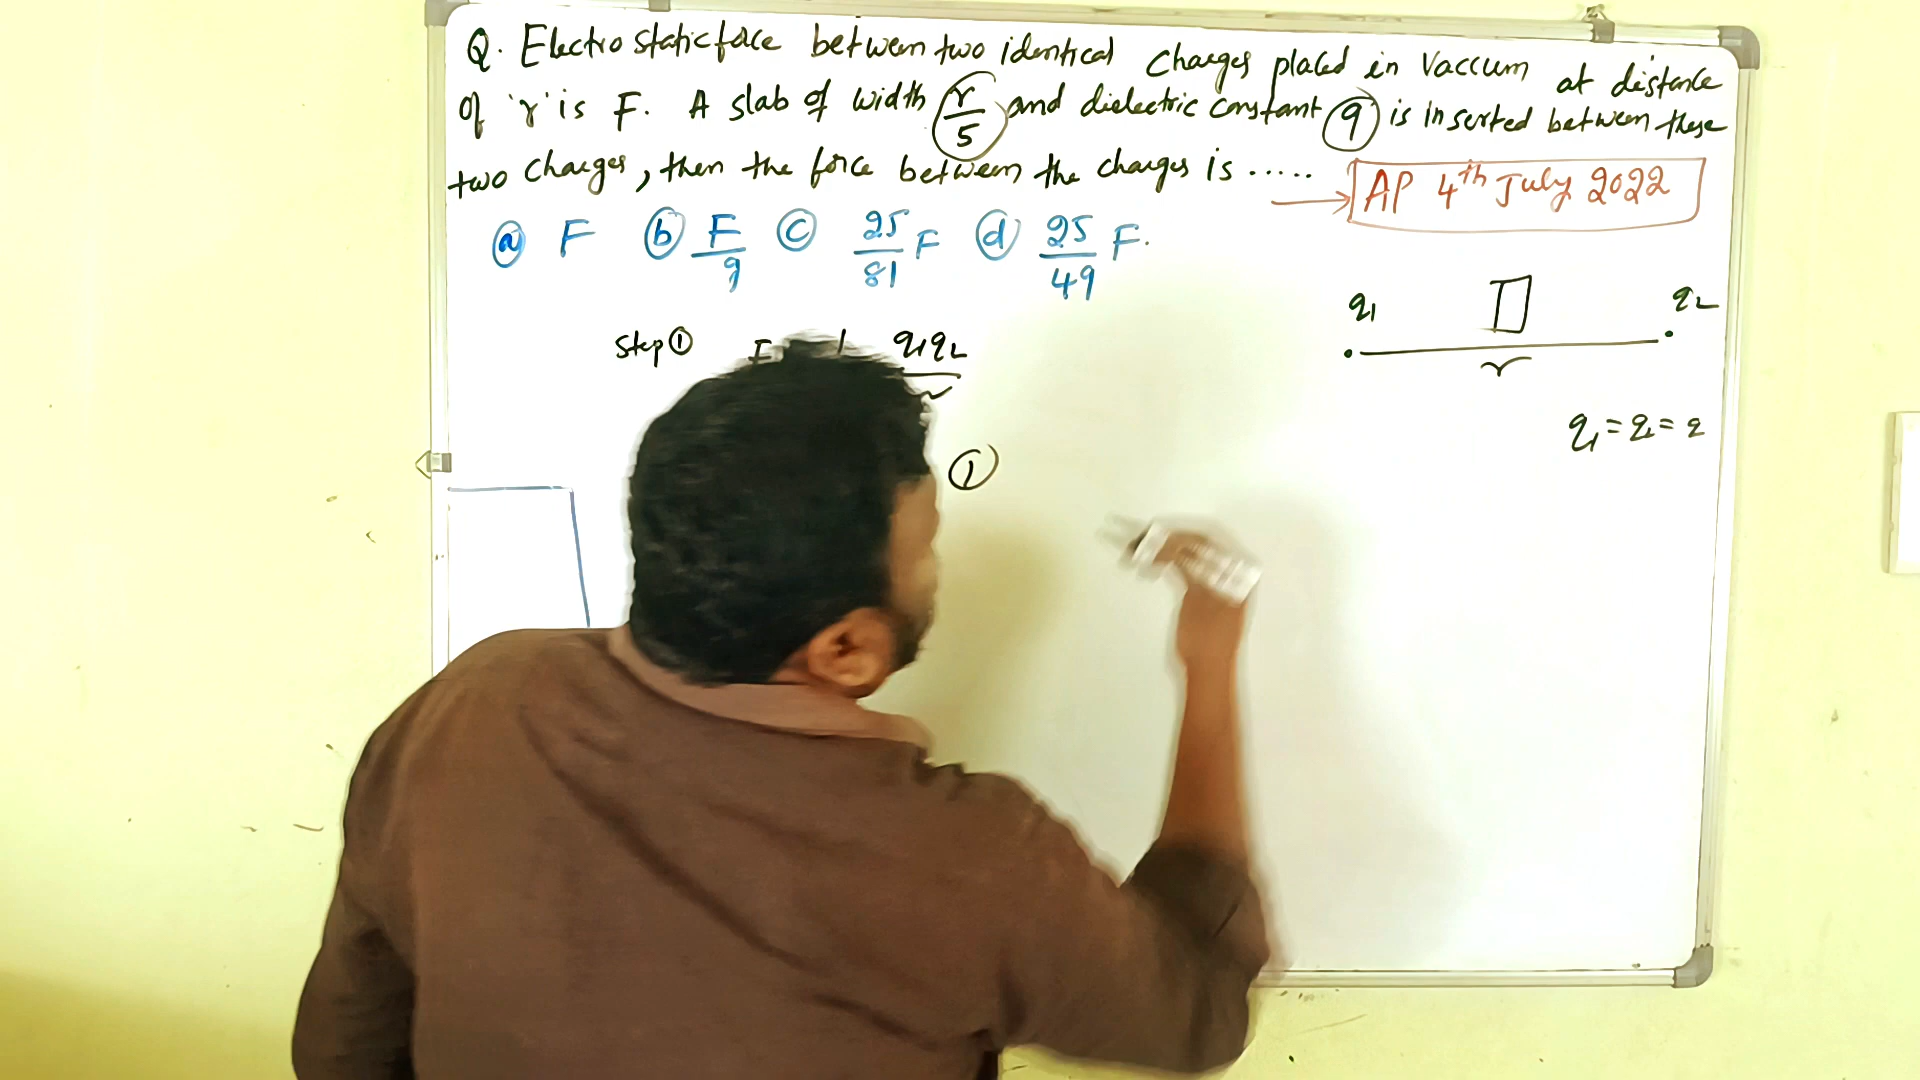 Q. Electro static force between two identical charges placed in Vaccum at distance
of 'r' is F. A slab of width r/5 and dielectric constant 9 is inserted between these
two charges, then the force between the charges is .....
→ AP 4th July 2022
ⓐ F ⓑ F/9 ⓒ 25/81 F ⓓ 25/49 F.
q1 q2
r
Step ① q1q2
q1 = q2 = q
①